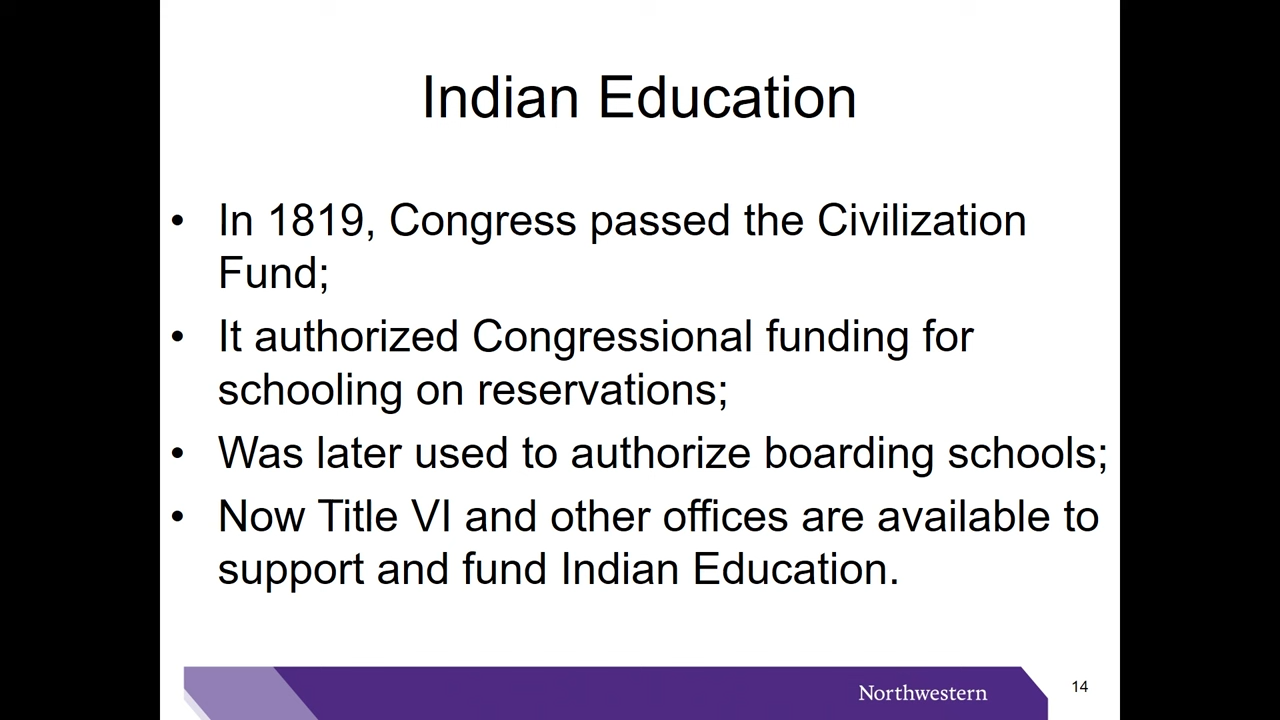 Indian Education
• In 1819, Congress passed the Civilization
Fund;
• It authorized Congressional funding for
schooling on reservations;
• Was later used to authorize boarding schools;
• Now Title VI and other offices are available to
support and fund Indian Education.
Northwestern
14